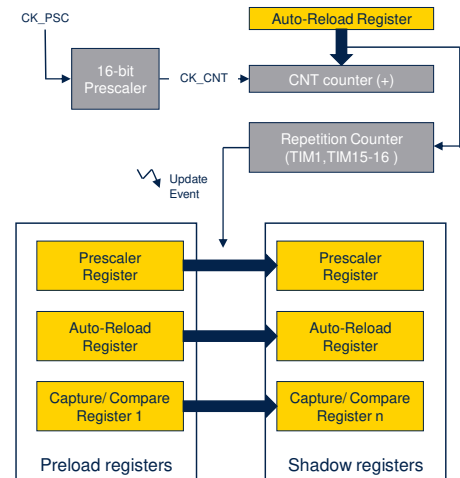 CK_PSC
Auto-Reload Register
16-bit
Prescaler
CK_CNT
CNT counter (+)
Repetition Counter
(TIM1,TIM15-16 )
Update
Event
Prescaler
Register
Prescaler
Register
Auto-Reload
Register
Auto-Reload
Register
Capture/ Compare
Register 1
Capture/ Compare
Register n
Preload registers
Shadow registers